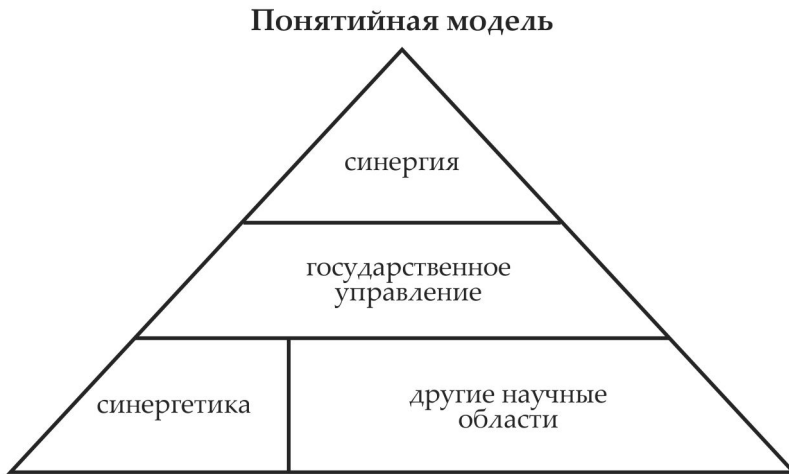 Понятийная модель
синергия
государственное
управление
синергетика
другие научные
области